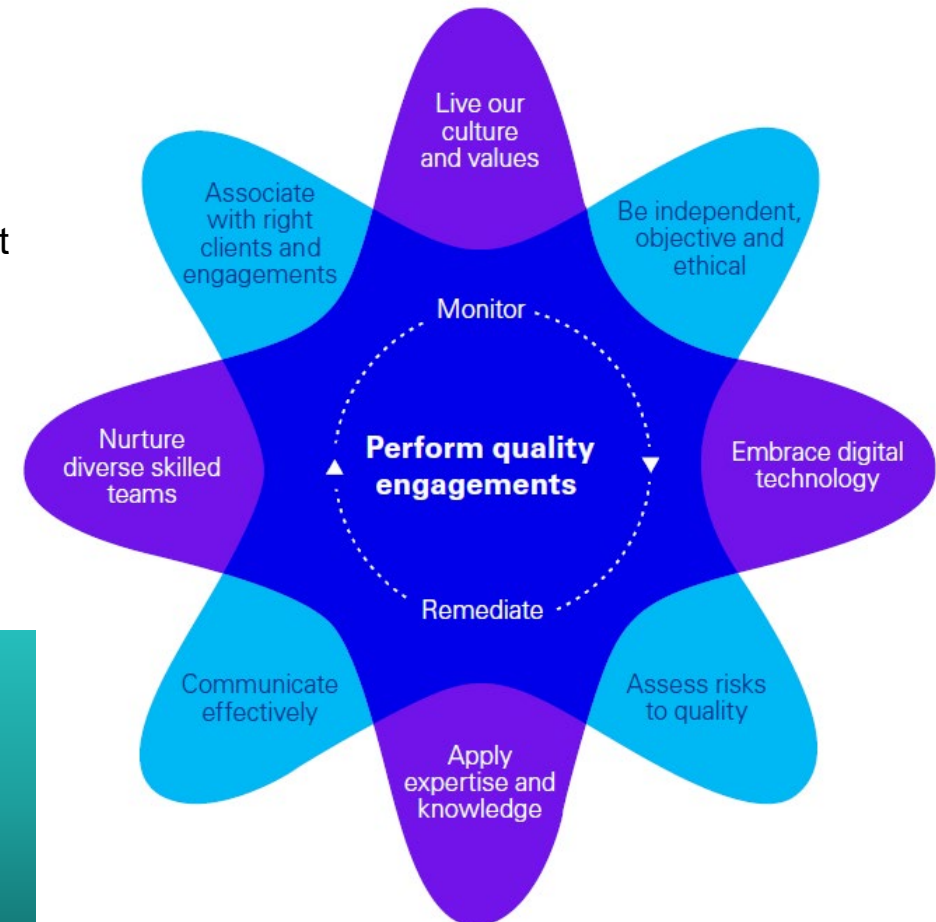 Live our
culture
and values
Associate
with right
clients and
engagements
Be independent,
objective and
ethical
t
Monitor
Nurture
diverse skilled
teams
Perform quality
engagements
Embrace digital
technology
Remediate
Communicate
effectively
Assess risks
to quality
Apply
expertise and
knowledge